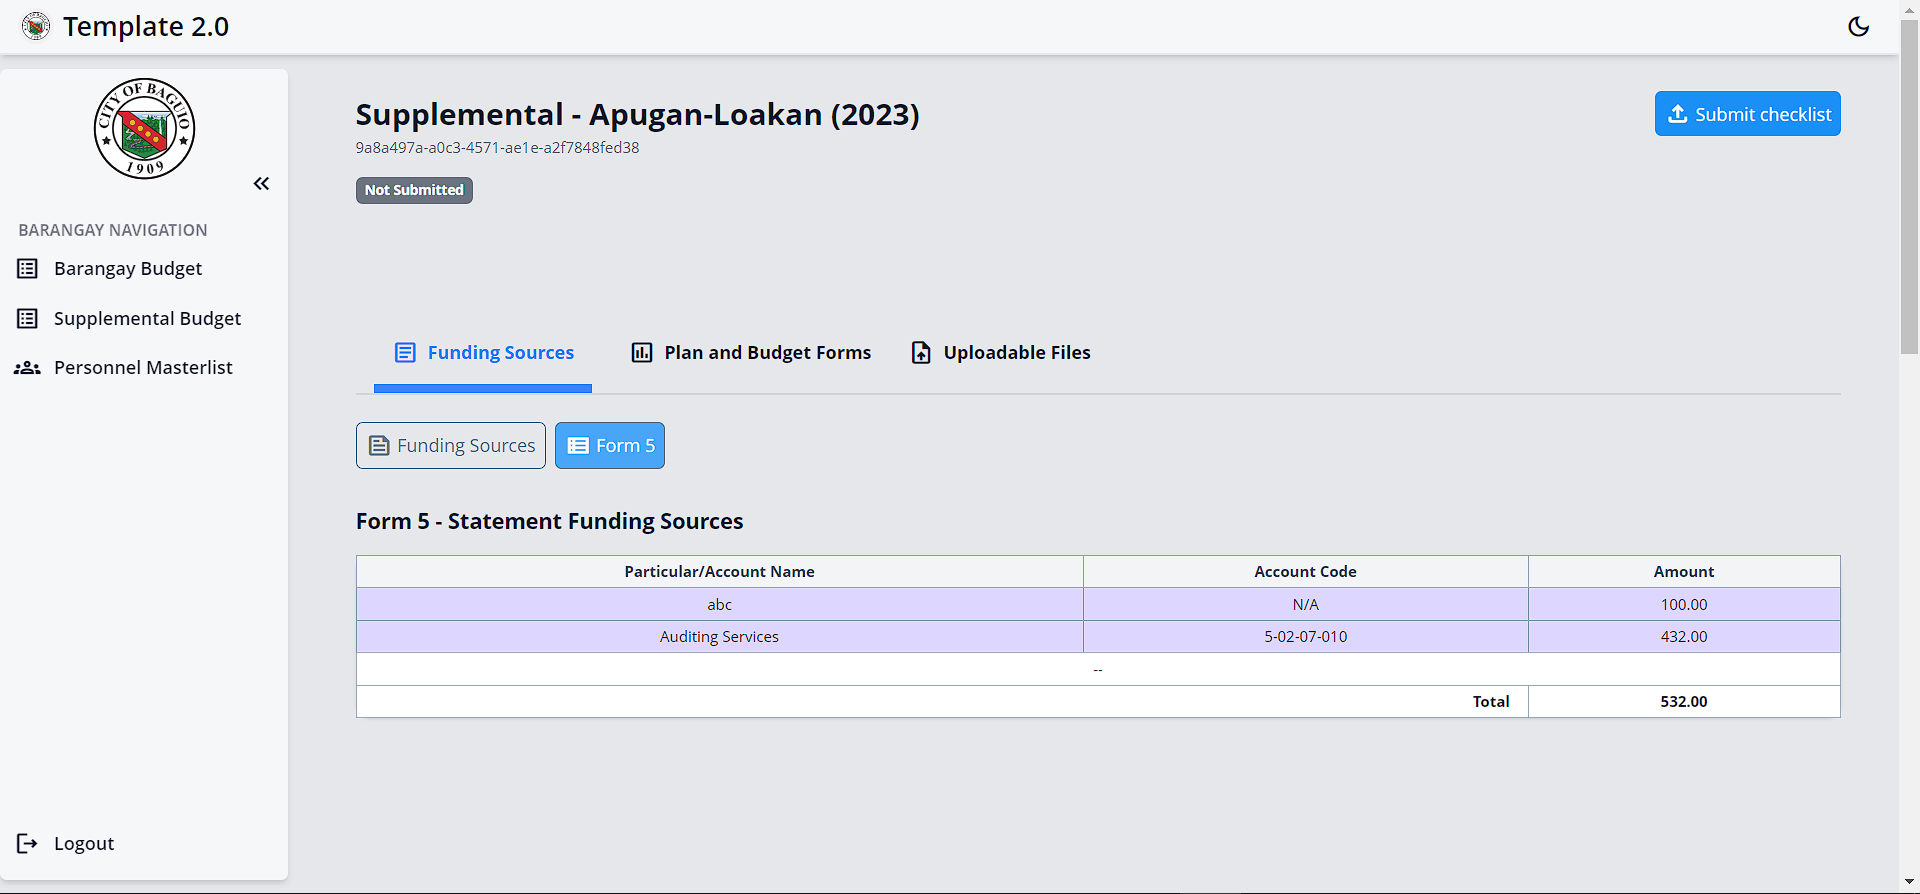 Template 2.0
CITY OF BAGUIO
1909
BARANGAY NAVIGATION
Barangay Budget
Supplemental Budget
Personnel Masterlist
Logout
Supplemental - Apugan-Loakan (2023)
9a8a497a-a0c3-4571-ae1e-a2f7848fed38
Not Submitted
Submit checklist
Funding Sources Plan and Budget Forms Uploadable Files
Funding Sources Form 5
Form 5 - Statement Funding Sources
Particular/Account Name Account Code Amount
abc N/A 100.00
Auditing Services 5-02-07-010 432.00
--
Total 532.00